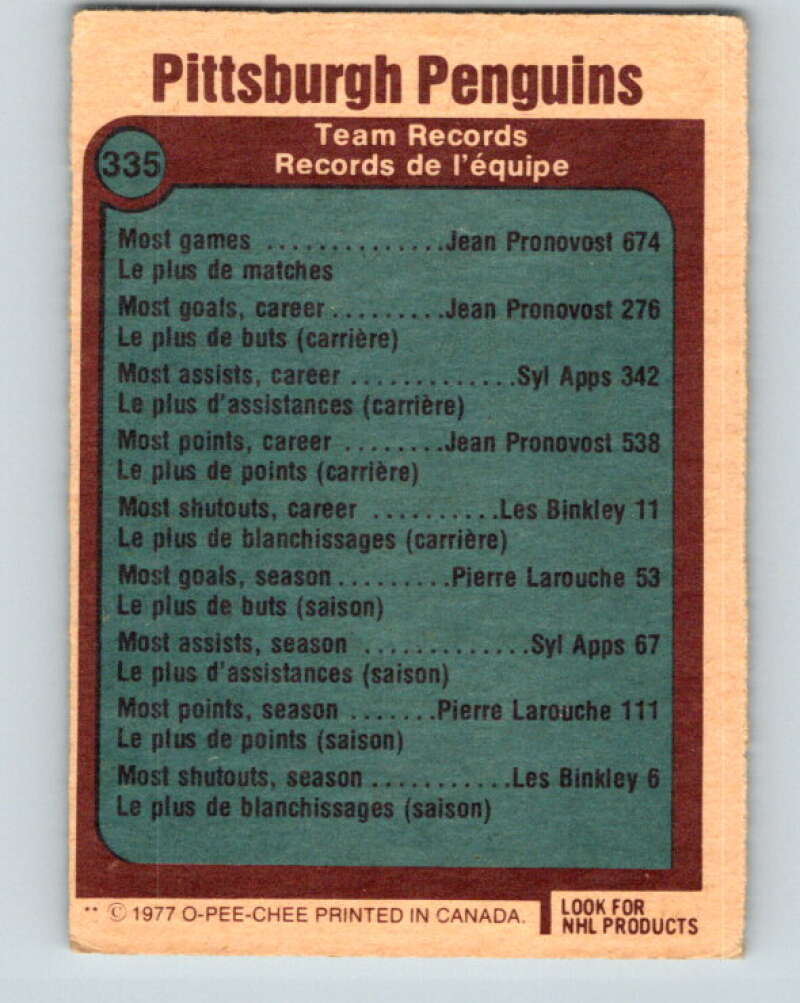 Pittsburgh Penguins
335
Team Records
Records de l'équipe
Most games ..............Jean Pronovost 674
Le plus de matches
Most goals, career.........Jean Pronovost 276
Le plus de buts (carrière)
Most assists, career .............Syl Apps 342
Le plus d'assistances (carrière)
Most points, career ........Jean Pronovost 538
Le plus de points (carrière)
Most shutouts, career ..........Les Binkley 11
Le plus de blanchissages (carrière)
Most goals, season.........Pierre Larouche 53
Le plus de buts (saison)
Most assists, season .............Syl Apps 67
Le plus d'assistances (saison)
Most points, season .......Pierre Larouche 111
Le plus de points (saison)
Most shutouts, season ...........Les Binkley 6
Le plus de blanchissages (saison)
** © 1977 O-PEE-CHEE PRINTED IN CANADA.
LOOK FOR
NHL PRODUCTS